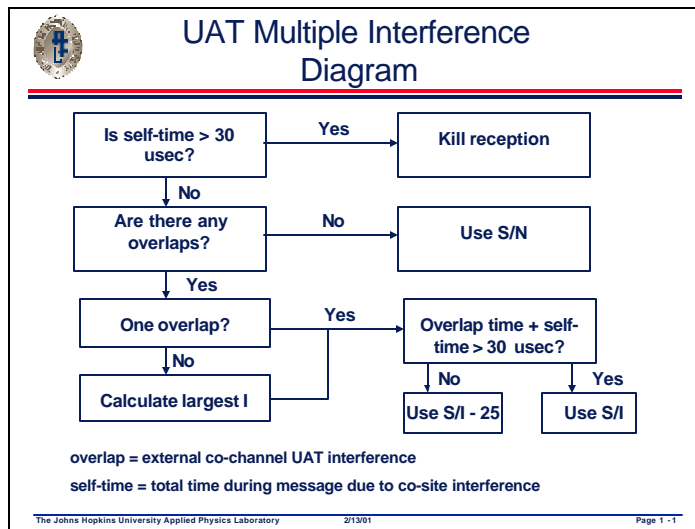 UAT Multiple Interference
Diagram
Is self-time > 30
usec?
Yes
Kill reception
No
Are there any
overlaps?
No
Use S/N
Yes
One overlap?
Yes
Overlap time + self-
time > 30 usec?
No
Calculate largest I
No
Yes
Use S/I - 25
Use S/I
overlap = external co-channel UAT interference
self-time = total time during message due to co-site interference
The Johns Hopkins University Applied Physics Laboratory
2/13/01
Page 1 - 1